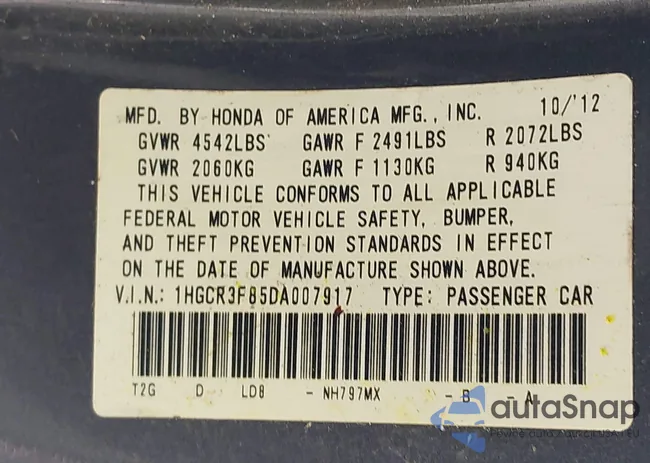 MFD. BY HONDA OF AMERICA MFG., INC. 10/'12
GVWR 4542LBS GAWR F 2491LBS R 2072LBS
GVWR 2060KG GAWR F 1130KG R 940KG
THIS VEHICLE CONFORMS TO ALL APPLICABLE
FEDERAL MOTOR VEHICLE SAFETY, BUMPER,
AND THEFT PREVENTION STANDARDS IN EFFECT
ON THE DATE OF MANUFACTURE SHOWN ABOVE.
V.I.N.: 1HGCR3F85DA007917 TYPE: PASSENGER CAR
T2G D LD8 - NH797MX - B - A
autaSnap